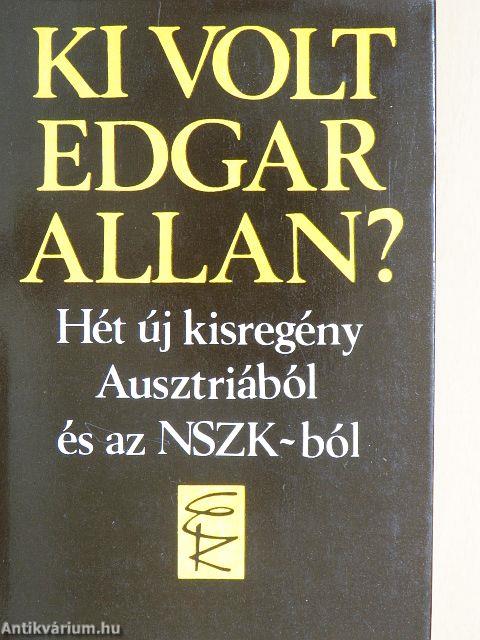 KI VOLT
EDGAR
ALLAN?
Hét új kisregény
Ausztriából
és az NSZK-ból
Antikvárium.hu